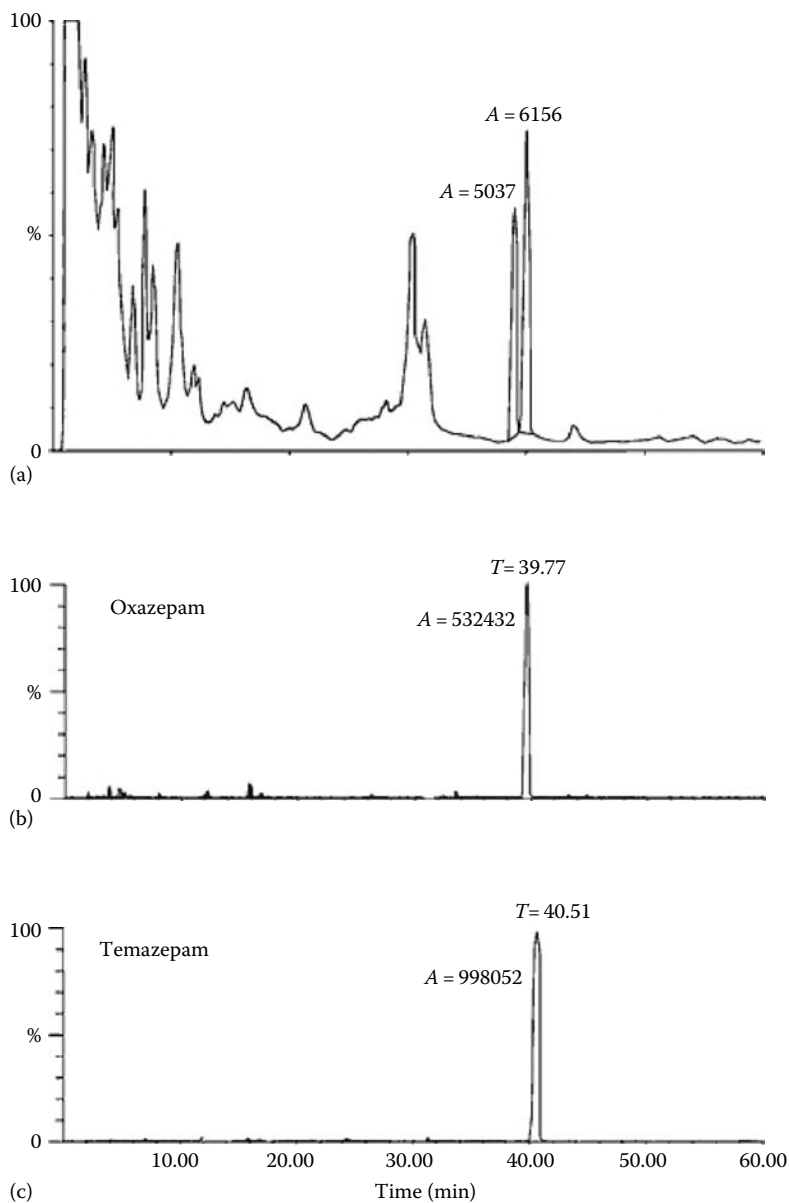 100
A = 6156
A = 5037
%
0
(a)
100
T = 39.77
Oxazepam
A = 532432
%
0
(b)
100
T = 40.51
Temazepam
A = 998052
%
0
10.00 20.00 30.00 40.00 50.00 60.00
(c)
Time (min)